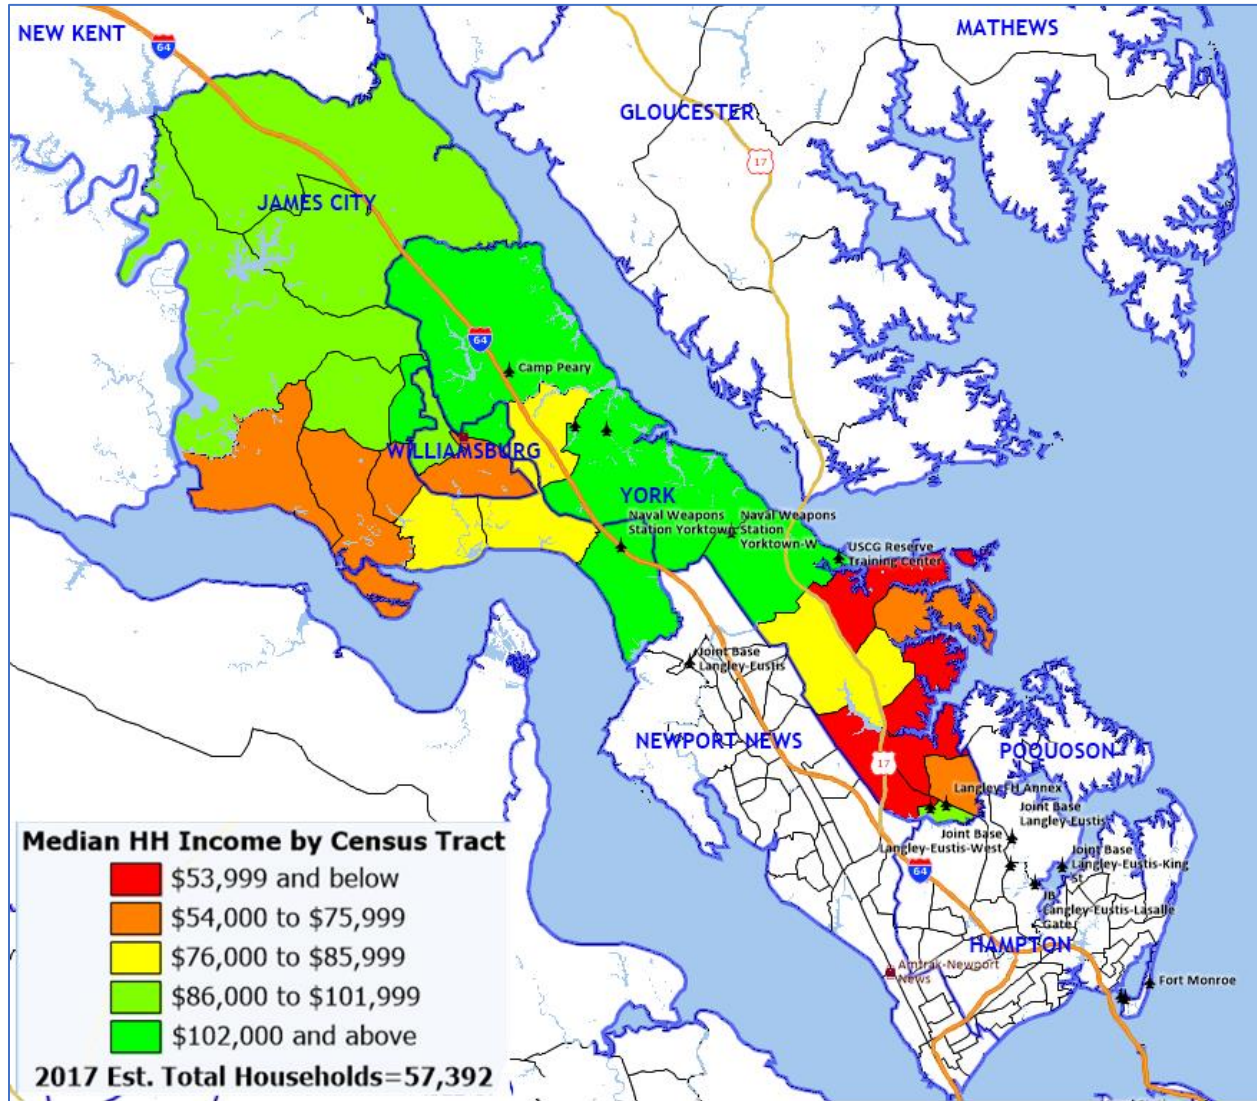 NEW KENT
64
MATHEWS
GLOUCESTER
17
JAMES CITY
64
Camp Peary
WILLIAMSBURG
YORK
Naval Weapons
Station Yorktown
Naval Weapons
Station
Yorktown-W
USCG Reserve
Training Center
Joint Base
Langley-Eustis
NEWPORT NEWS
POQUOSON
17
Langley FH Annex
Joint Base
Langley-Eustis
Joint Base
Langley-Eustis-West
Joint Base
Langley-Eustis-King
St
64
JB
Langley-Eustis-Lasalle
Gate
HAMPTON
Amtrak-Newport
News
Fort Monroe
Median HH Income by Census Tract
$53,999 and below
$54,000 to $75,999
$76,000 to $85,999
$86,000 to $101,999
$102,000 and above
2017 Est. Total Households=57,392